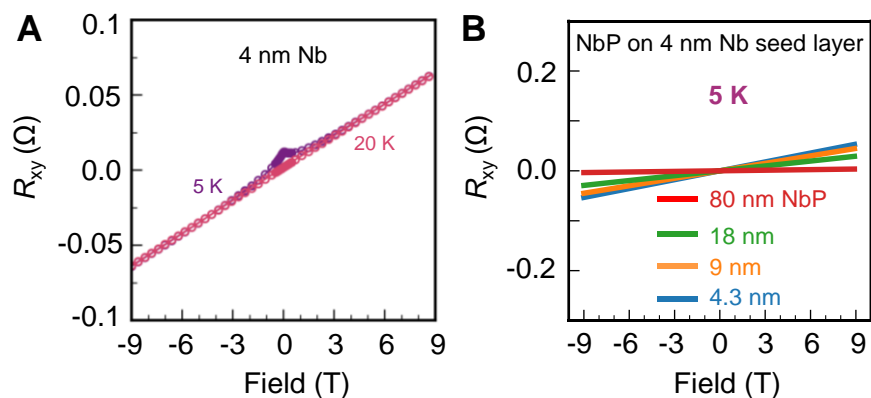 A
4 nm Nb
0.1
0.05
0.0
-0.05
-0.1
R_xy (Ω)
20 K
5 K
-9 -6 -3 0 3 6 9
Field (T)
B
NbP on 4 nm Nb seed layer
5 K
0.2
0.0
-0.2
R_xy (Ω)
80 nm NbP
18 nm
9 nm
4.3 nm
-9 -6 -3 0 3 6 9
Field (T)